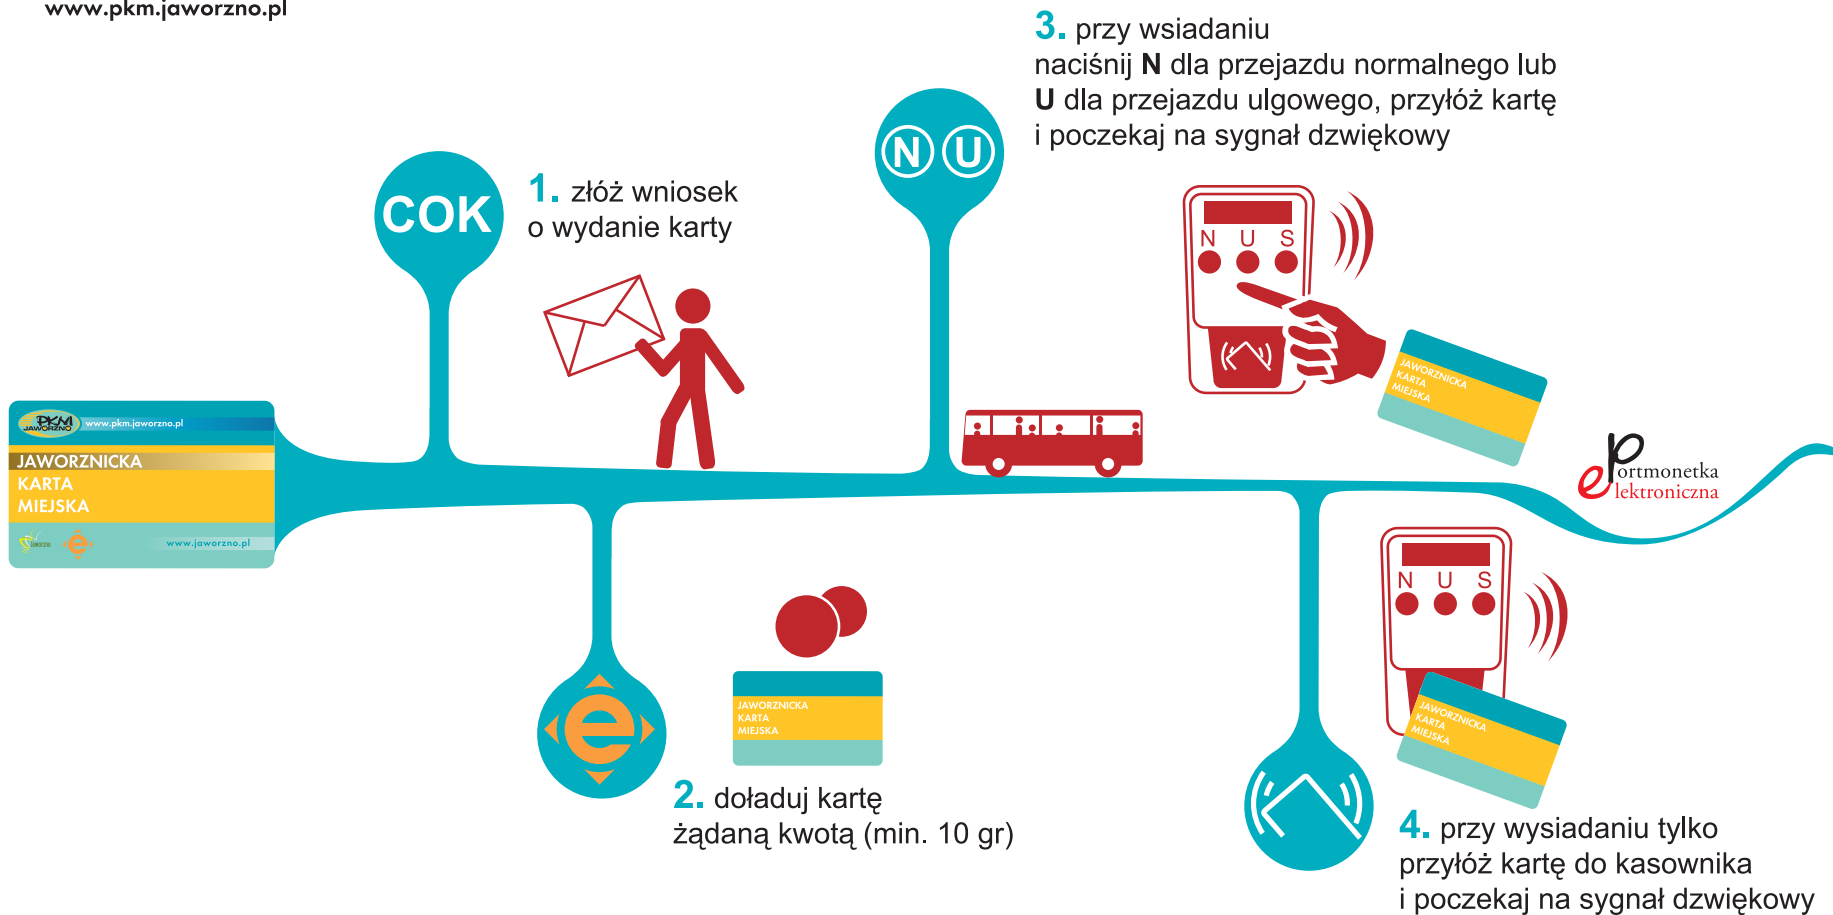 www.pkm.jaworzno.pl
3. przy wsiadaniu
naciśnij N dla przejazdu normalnego lub
U dla przejazdu ulgowego, przyłóż kartę
i poczekaj na sygnał dzwiękowy
N U
COK
1. złóż wniosek
o wydanie karty
N U S
JAWORZNICKA
KARTA
MIEJSKA
PKM
JAWORZNO
www.pkm.jaworzno.pl
JAWORZNICKA
KARTA
MIEJSKA
Jaworzno
e
www.jaworzno.pl
Portmonetka
elektroniczna
N U S
JAWORZNICKA
KARTA
MIEJSKA
e
JAWORZNICKA
KARTA
MIEJSKA
2. doładuj kartę
żądaną kwotą (min. 10 gr)
4. przy wysiadaniu tylko
przyłóż kartę do kasownika
i poczekaj na sygnał dzwiękowy